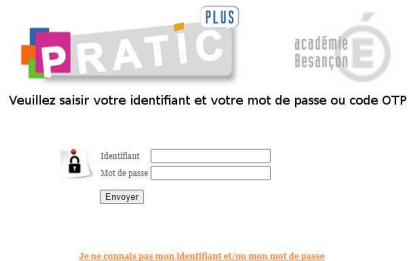 PRATIC PLUS
académie
Besançon
Veuillez saisir votre identifiant et votre mot de passe ou code OTP
Identifiant
Mot de passe
Envoyer
Je ne connais pas mon identifiant et/ou mon mot de passe